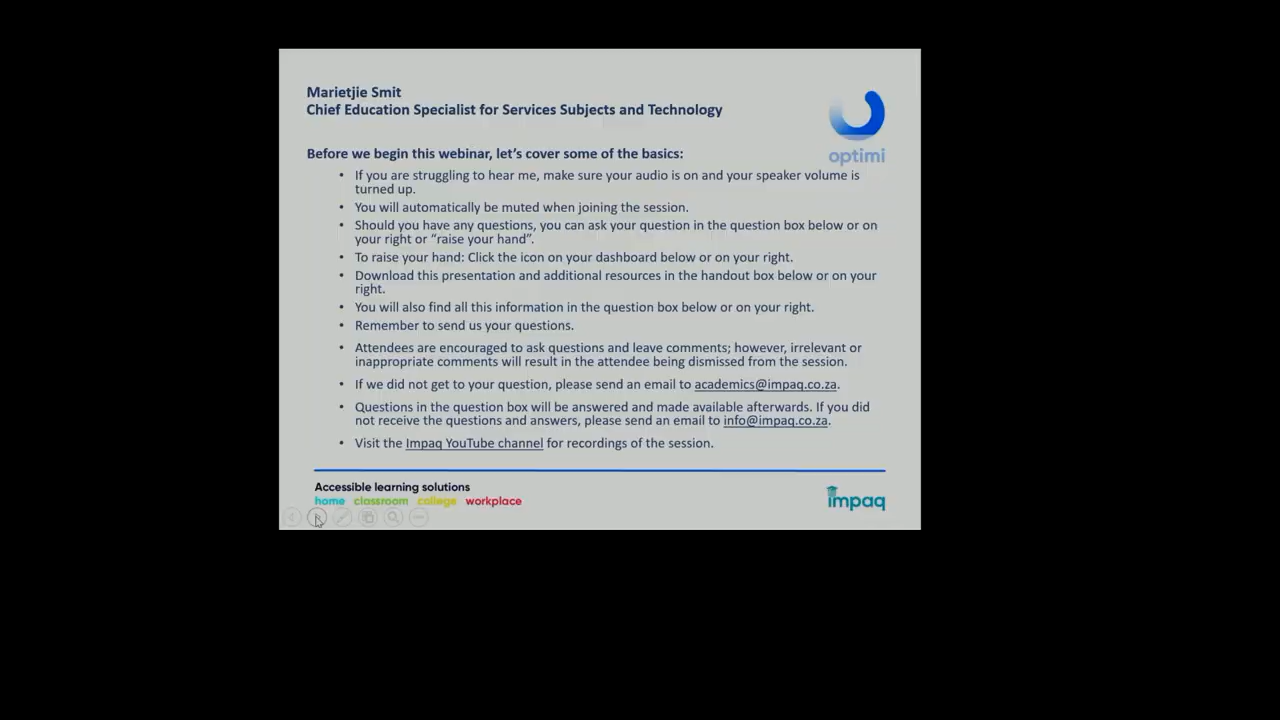 Marietjie Smit
Chief Education Specialist for Services Subjects and Technology
optimi
Before we begin this webinar, let's cover some of the basics:
• If you are struggling to hear me, make sure your audio is on and your speaker volume is
turned up.
• You will automatically be muted when joining the session.
• Should you have any questions, you can ask your question in the question box below or on
your right or “raise your hand”.
• To raise your hand: Click the icon on your dashboard below or on your right.
• Download this presentation and additional resources in the handout box below or on your
right.
• You will also find all this information in the question box below or on your right.
• Remember to send us your questions.
• Attendees are encouraged to ask questions and leave comments; however, irrelevant or
inappropriate comments will result in the attendee being dismissed from the session.
• If we did not get to your question, please send an email to academics@impaq.co.za.
• Questions in the question box will be answered and made available afterwards. If you did
not receive the questions and answers, please send an email to info@impaq.co.za.
• Visit the Impaq YouTube channel for recordings of the session.
Accessible learning solutions
home classroom college workplace
impaq